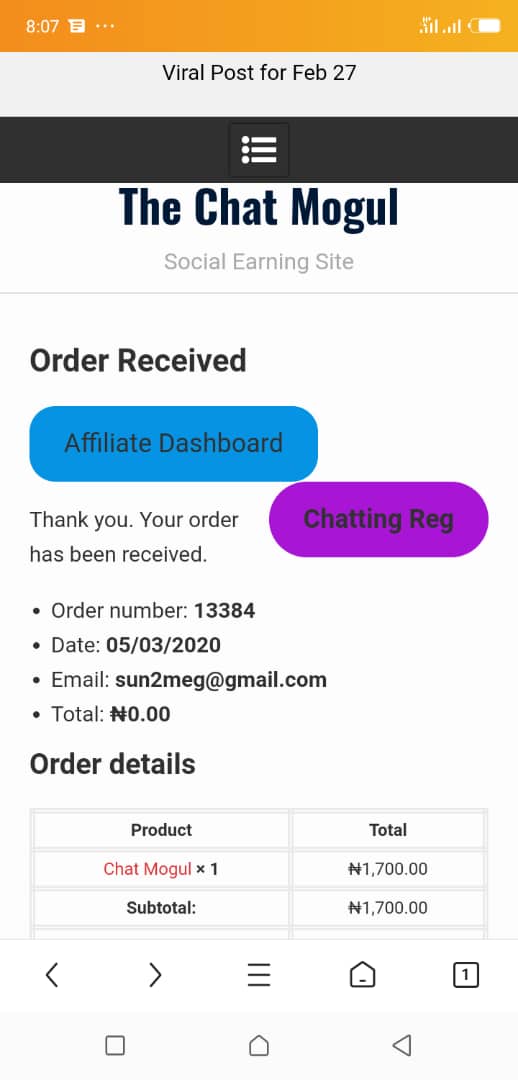 8:07
Viral Post for Feb 27
The Chat Mogul
Social Earning Site
Order Received
Affiliate Dashboard
Thank you. Your order
has been received.
Chatting Reg
• Order number: 13384
• Date: 05/03/2020
• Email: sun2meg@gmail.com
• Total: ₦0.00
Order details
Product Total
Chat Mogul × 1 ₦1,700.00
Subtotal: ₦1,700.00
1